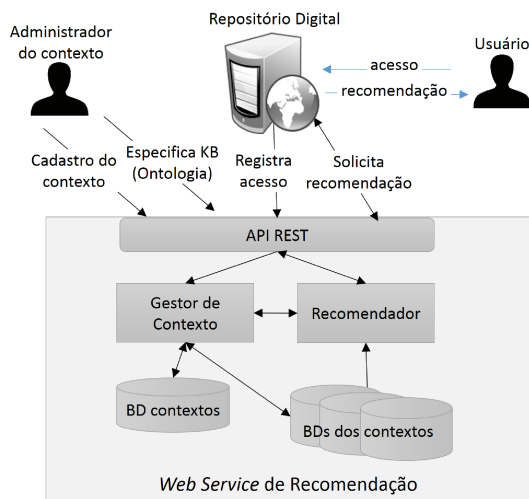 Administrador
do contexto
Repositório Digital
Usuário
acesso
recomendação
Cadastro do
contexto
Especifica KB
(Ontologia)
Registra
acesso
Solicita
recomendação
API REST
Gestor de
Contexto
Recomendador
BD contextos
BDs dos contextos
Web Service de Recomendação